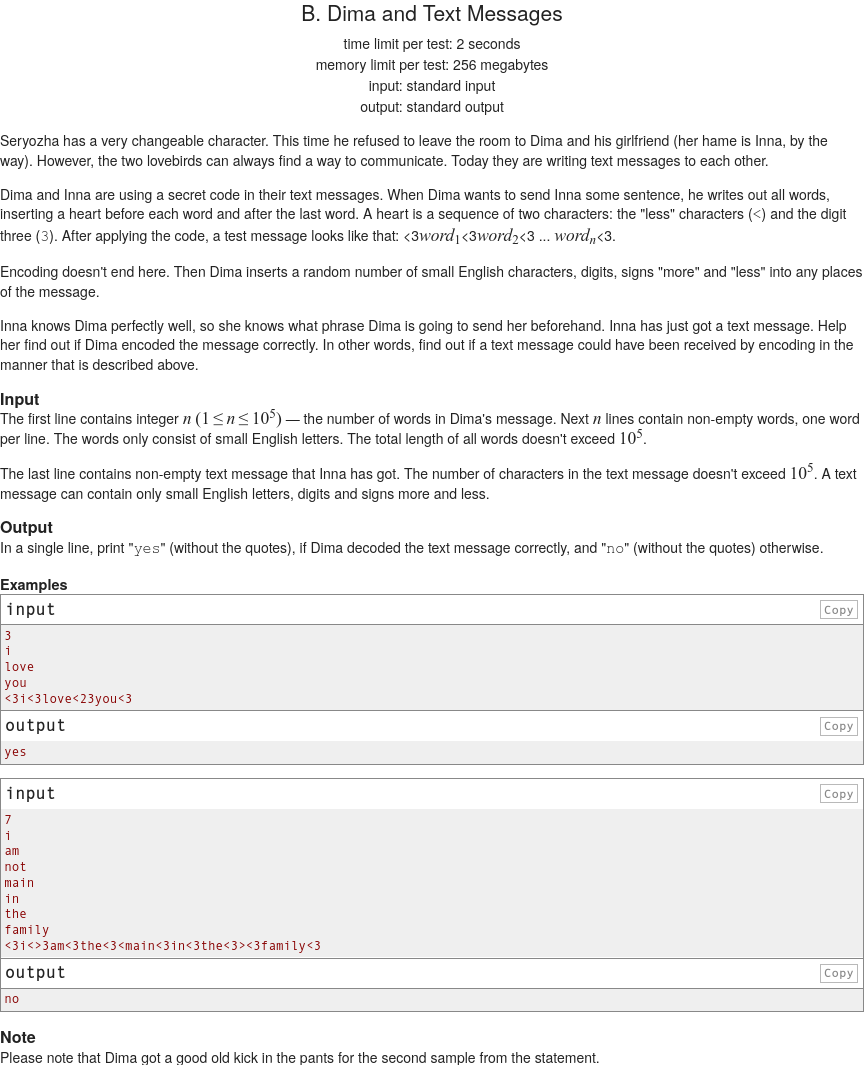 B. Dima and Text Messages
time limit per test: 2 seconds
memory limit per test: 256 megabytes
input: standard input
output: standard output
Seryozha has a very changeable character. This time he refused to leave the room to Dima and his girlfriend (her hame is Inna, by the
way). However, the two lovebirds can always find a way to communicate. Today they are writing text messages to each other.
Dima and Inna are using a secret code in their text messages. When Dima wants to send Inna some sentence, he writes out all words,
inserting a heart before each word and after the last word. A heart is a sequence of two characters: the "less" characters (<) and the digit
three (3). After applying the code, a test message looks like that: <3word₁<3word₂<3 ... wordₙ<3.
Encoding doesn't end here. Then Dima inserts a random number of small English characters, digits, signs "more" and "less" into any places
of the message.
Inna knows Dima perfectly well, so she knows what phrase Dima is going to send her beforehand. Inna has just got a text message. Help
her find out if Dima encoded the message correctly. In other words, find out if a text message could have been received by encoding in the
manner that is described above.
Input
The first line contains integer n (1 ≤ n ≤ 10⁵) — the number of words in Dima's message. Next n lines contain non-empty words, one word
per line. The words only consist of small English letters. The total length of all words doesn't exceed 10⁵.
The last line contains non-empty text message that Inna has got. The number of characters in the text message doesn't exceed 10⁵. A text
message can contain only small English letters, digits and signs more and less.
Output
In a single line, print "yes" (without the quotes), if Dima decoded the text message correctly, and "no" (without the quotes) otherwise.
Examples
input Copy
3
i
love
you
<3i<3love<23you<3
output Copy
yes
input Copy
7
i
am
not
main
in
the
family
<3i<>3am<3the<3<main<3in<3the<3><3family<3
output Copy
no
Note
Please note that Dima got a good old kick in the pants for the second sample from the statement.